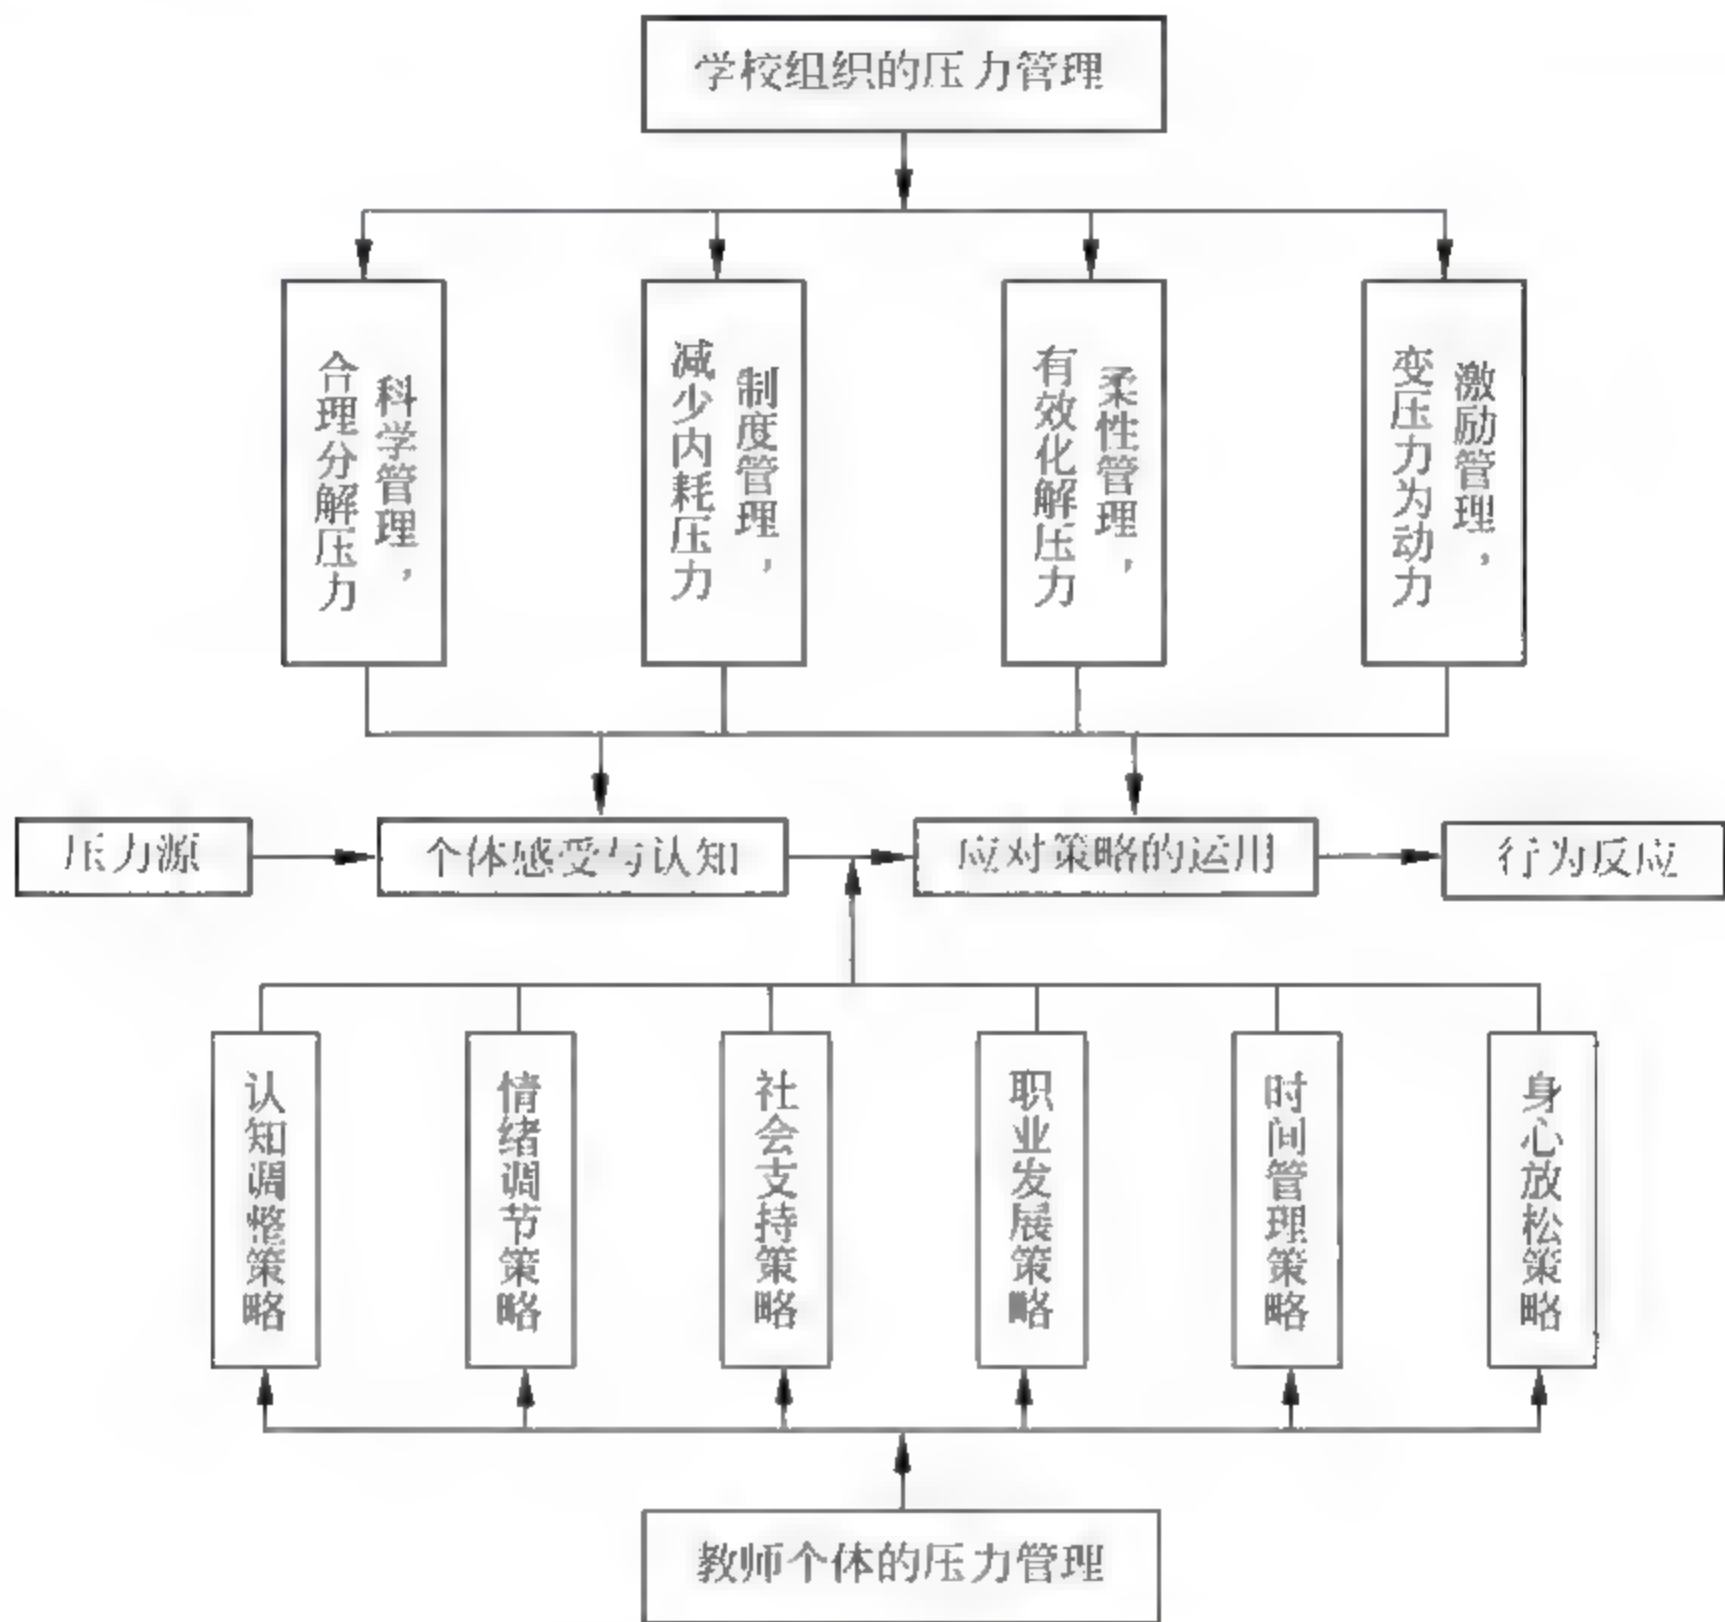 学校组织的压力管理
科学管理，
合理分解压力
制度管理，
减少内耗压力
柔性管理，
有效化解压力
激励管理，
变压力为动力
压力源
个体感受与认知
应对策略的运用
行为反应
认知调整策略
情绪调节策略
社会支持策略
职业发展策略
时间管理策略
身心放松策略
教师个体的压力管理